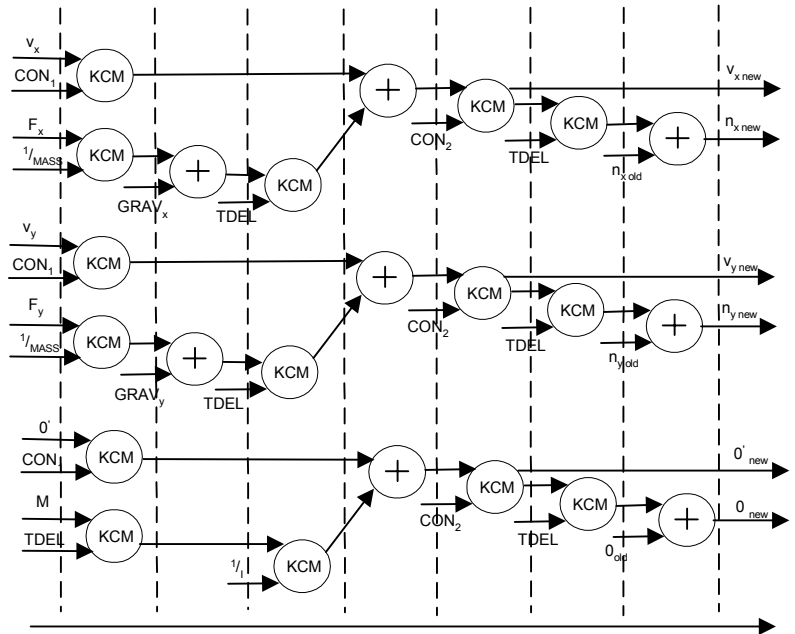 v_x
CON_1
KCM
F_x
1/MASS
KCM
GRAV_x
+
TDEL
KCM
+
CON_2
KCM
TDEL
KCM
n_x old
+
v_x new
n_x new
v_y
CON_1
KCM
F_y
1/MASS
KCM
GRAV_y
+
TDEL
KCM
+
CON_2
KCM
TDEL
KCM
n_y old
+
v_y new
n_y new
0'
CON_1
KCM
M
TDEL
KCM
1/I
KCM
+
CON_2
KCM
TDEL
KCM
0_old
+
0'_new
0_new